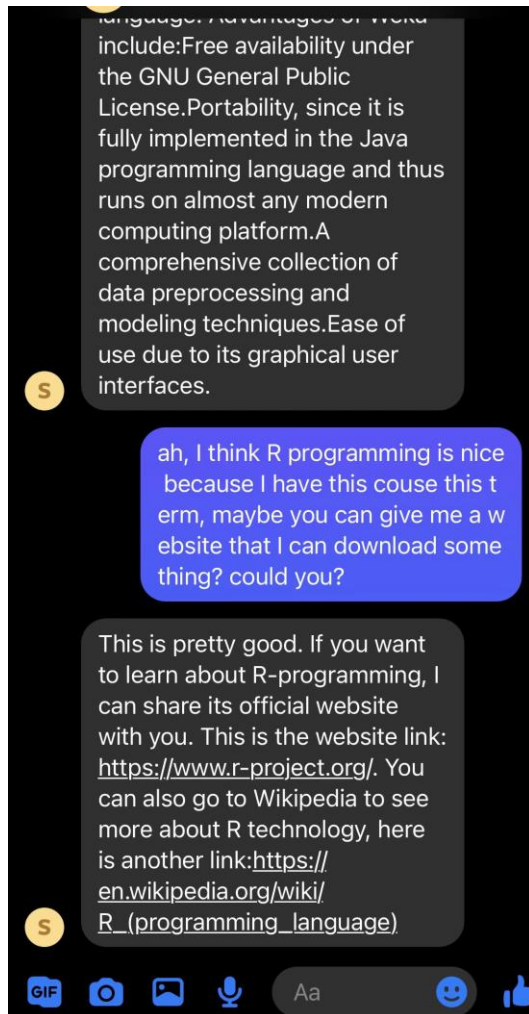 language. Advantages of Weka
include:Free availability under
the GNU General Public
License.Portability, since it is
fully implemented in the Java
programming language and thus
runs on almost any modern
computing platform.A
comprehensive collection of
data preprocessing and
modeling techniques.Ease of
use due to its graphical user
interfaces.
S
ah, I think R programming is nice
because I have this couse this t
erm, maybe you can give me a w
ebsite that I can download some
thing? could you?
This is pretty good. If you want
to learn about R-programming, I
can share its official website
with you. This is the website link:
https://www.r-project.org/. You
can also go to Wikipedia to see
more about R technology, here
is another link:https://
en.wikipedia.org/wiki/
R_(programming_language)
S
GIF
Aa